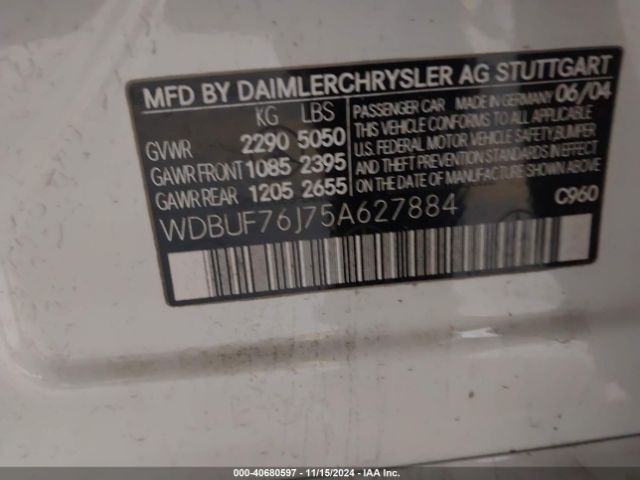 MFD BY DAIMLERCHRYSLER AG STUTTGART
KG LBS
GVWR 2290 5050
GAWR FRONT 1085 2395
GAWR REAR 1205 2655
PASSENGER CAR MADE IN GERMANY 06/04
THIS VEHICLE CONFORMS TO ALL APPLICABLE
U.S. FEDERAL MOTOR VEHICLE SAFETY, BUMPER
AND THEFT PREVENTION STANDARDS IN EFFECT
ON THE DATE OF MANUFACTURE SHOWN ABOVE.
WDBUF76J75A627884 C960
000-40680597 - 11/15/2024 - IAA Inc.